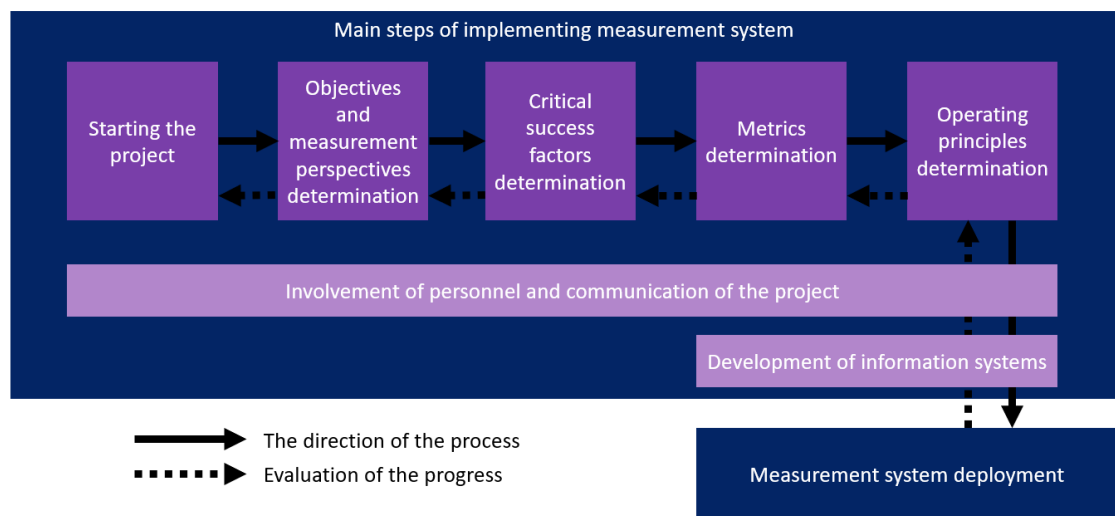 Main steps of implementing measurement system
Starting the
project
Objectives
and
measurement
perspectives
determination
Critical
success
factors
determination
Metrics
determination
Operating
principles
determination
Involvement of personnel and communication of the project
Development of information systems
The direction of the process
Evaluation of the progress
Measurement system deployment